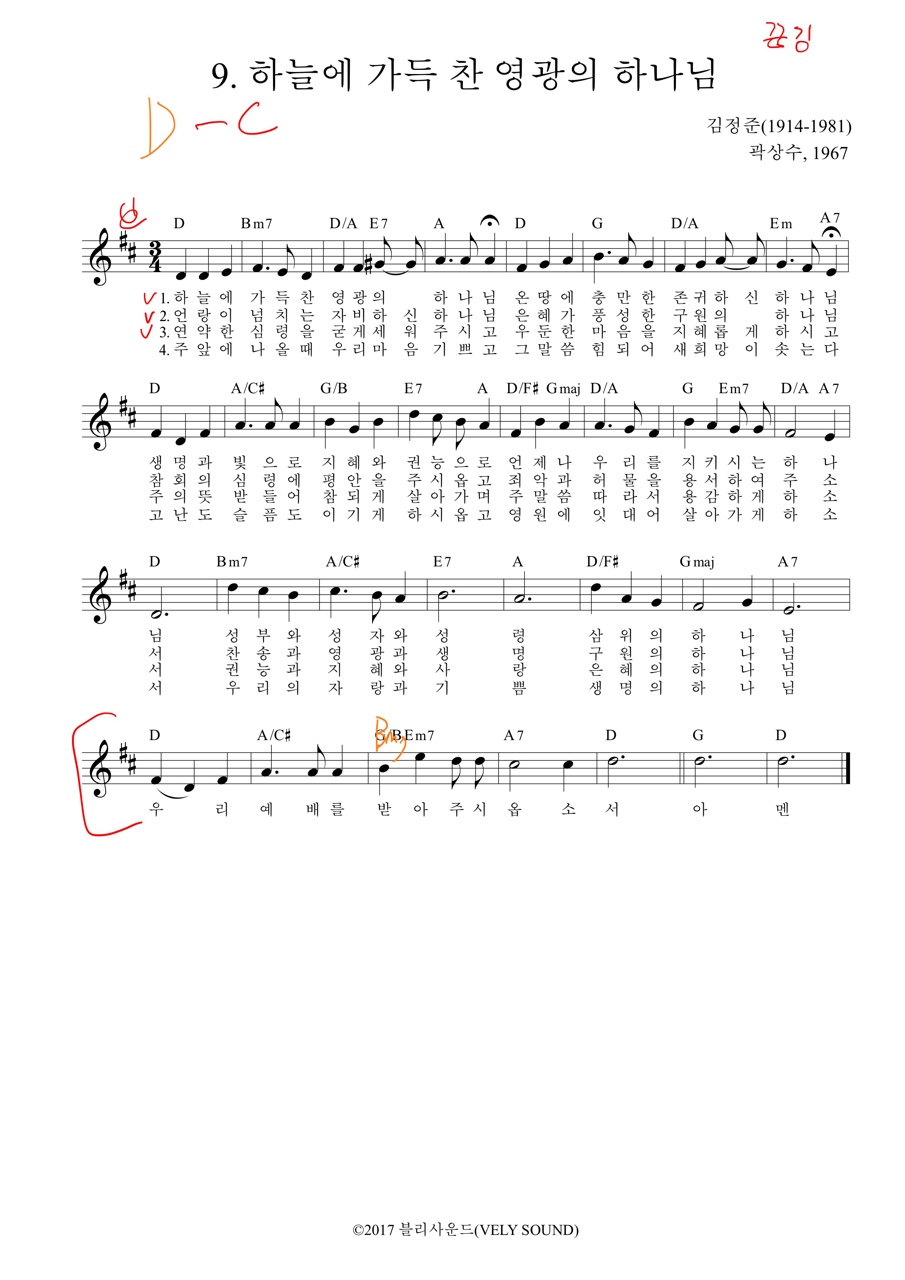 끊김
9. 하늘에 가득 찬 영광의 하나님
D - C
김정준(1914-1981)
곽상수, 1967
D Bm7 D/A E7 A D G D/A Em A7
3/4
1. 하 늘 에 가 득 찬 영 광 의 하 나 님 온 땅 에 충 만 한 존 귀 하 신 하 나 님
2. 언 랑 이 넘 치 는 자 비 하 신 하 나 님 은 혜 가 풍 성 한 구 원 의 하 나 님
3. 연 약 한 심 령 을 굳 게 세 워 주 시 고 우 둔 한 마 음 을 지 혜 롭 게 하 시 고
4. 주 앞 에 나 올 때 우 리 마 음 기 쁘 고 그 말 씀 힘 되 어 새 희 망 이 솟 는 다
D A/C♯ G/B E7 A D/F♯ Gmaj D/A G Em7 D/A A7
생 명 과 빛 으 로 지 혜 와 권 능 으 로 언 제 나 우 리 를 지 키 시 는 하 나
참 회 의 심 령 에 평 안 을 주 시 옵 고 죄 악 과 허 물 을 용 서 하 여 주 소
주 의 뜻 받 들 어 참 되 게 살 아 가 며 주 말 씀 따 라 서 용 감 하 게 하 소
고 난 도 슬 픔 도 이 기 게 하 시 옵 고 영 원 에 잇 대 어 살 아 가 게 하 소
D Bm7 A/C♯ E7 A D/F♯ Gmaj A7
님 성 부 와 성 자 와 성 령 삼 위 의 하 나 님
서 찬 송 과 영 광 과 생 명 구 원 의 하 나 님
서 권 능 과 지 혜 와 사 랑 은 혜 의 하 나 님
서 우 리 의 자 랑 과 기 쁨 생 명 의 하 나 님
Bm7
D A/C♯ G/B Em7 A7 D G D
우 리 예 배 를 받 아 주 시 옵 소 서 아 멘
©2017 블리사운드(VELY SOUND)